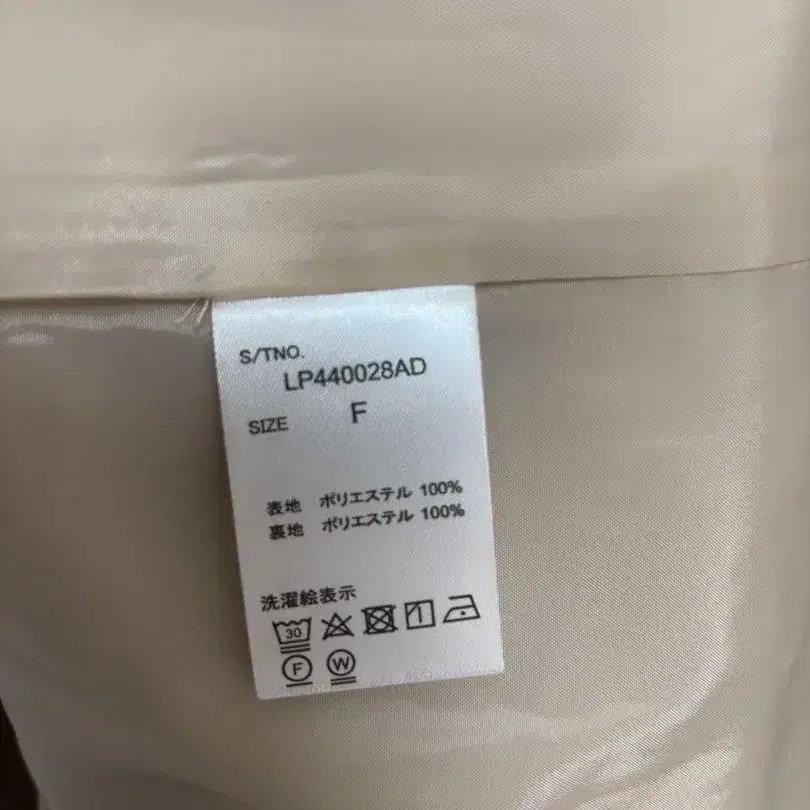 S/TNO.
LP440028AD
SIZE F
表地 ポリエステル 100%
裏地 ポリエステル 100%
洗濯絵表示
30
F W